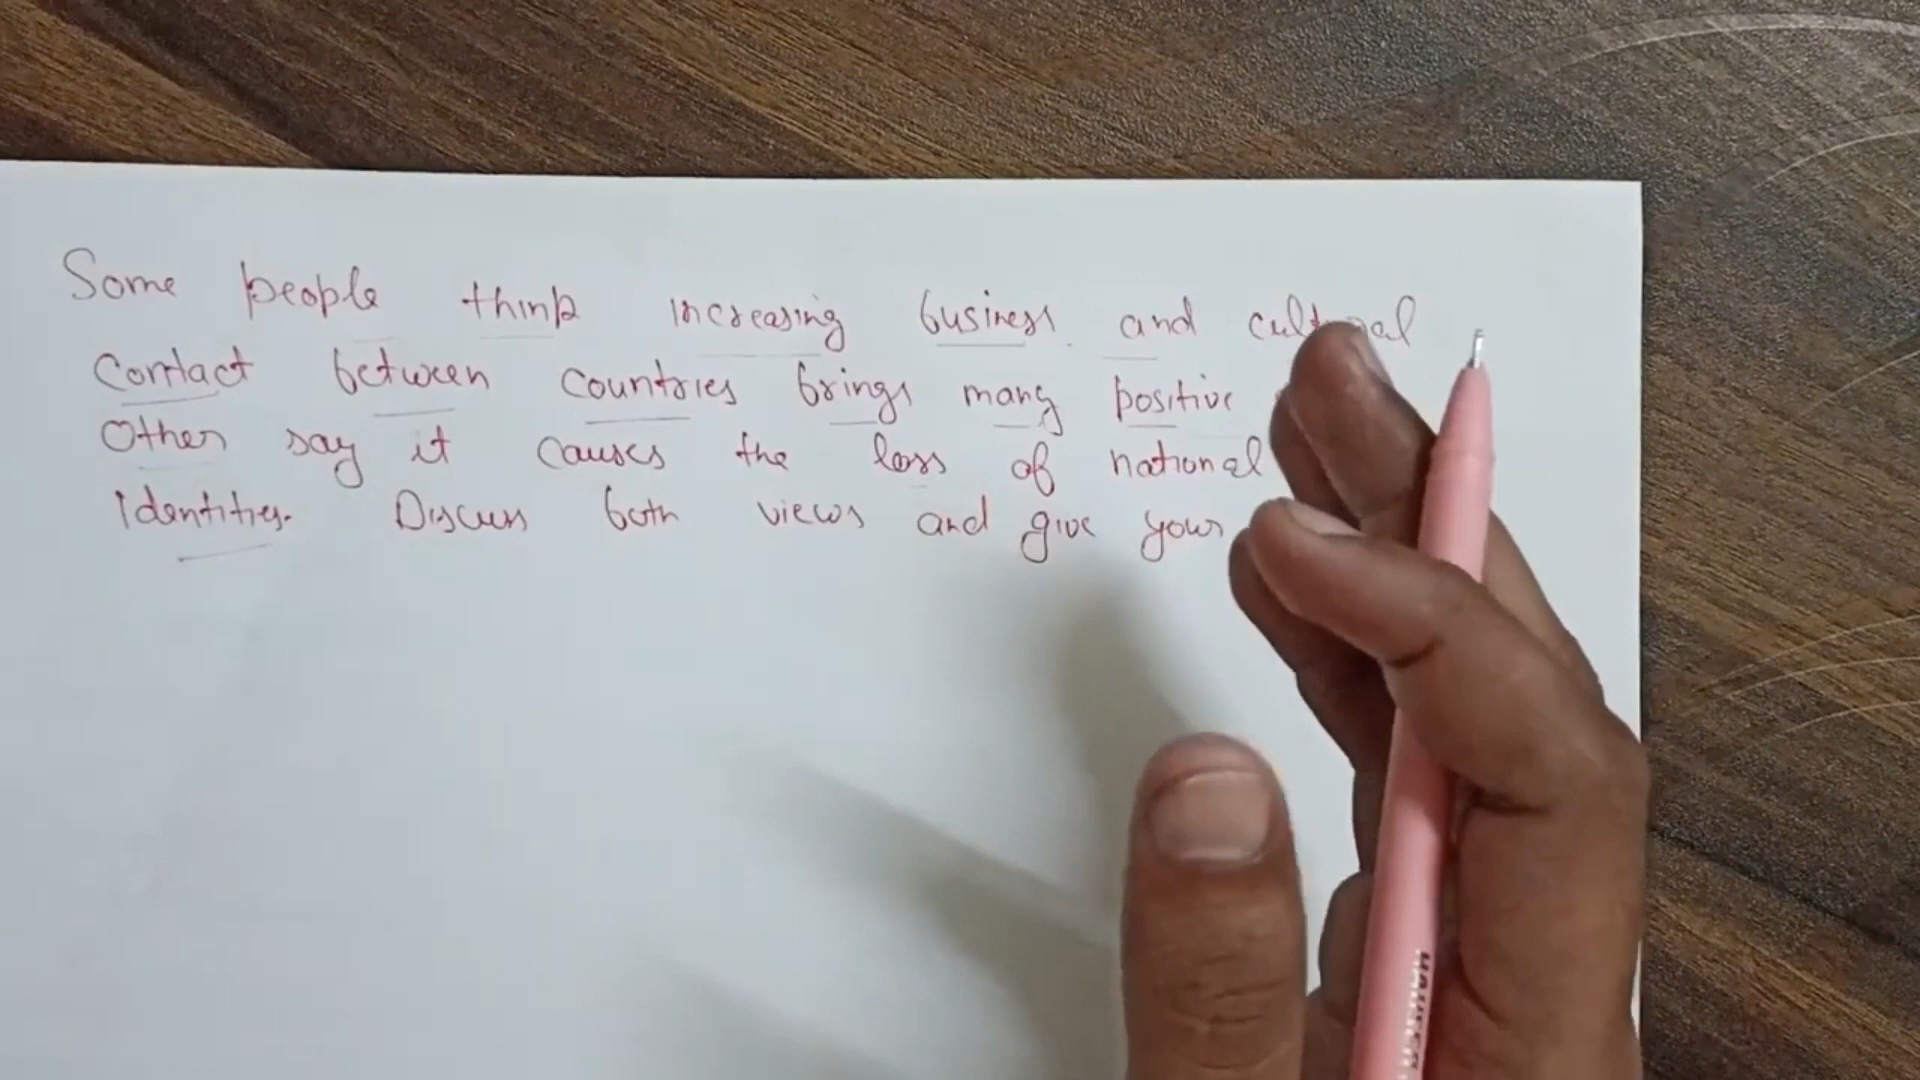 Some people think increasing business and cultural
Contact between countries brings many positive
Other say it causes the loss of national
identities. Discuss both views and give your